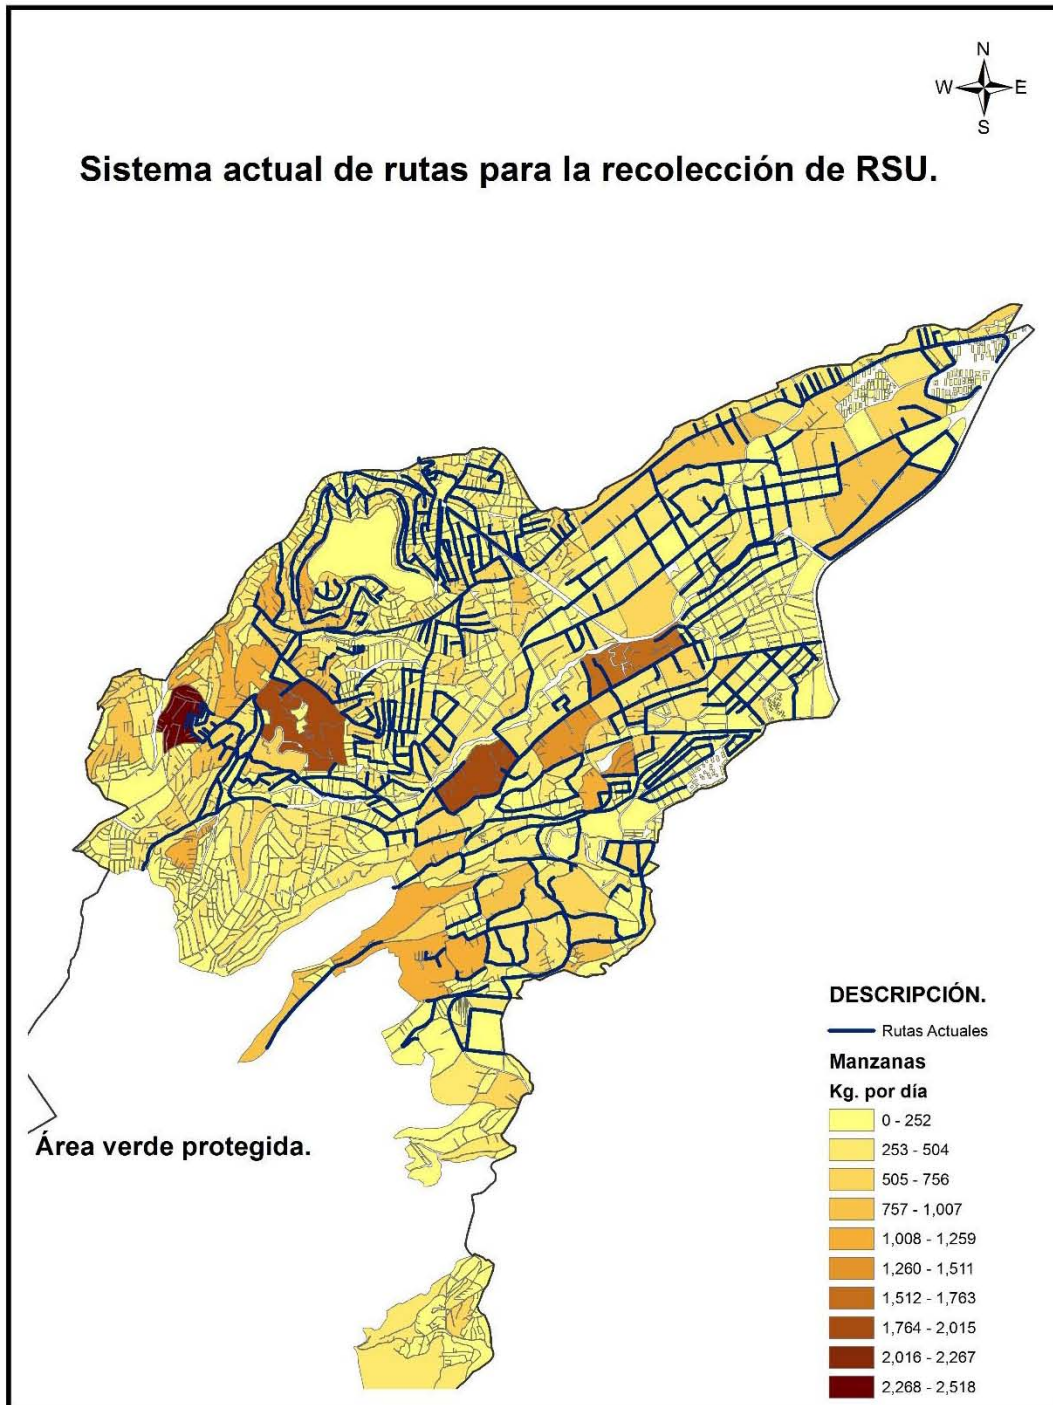 N
W E
S
Sistema actual de rutas para la recolección de RSU.
Área verde protegida.
DESCRIPCIÓN.
Rutas Actuales
Manzanas
Kg. por día
0 - 252
253 - 504
505 - 756
757 - 1,007
1,008 - 1,259
1,260 - 1,511
1,512 - 1,763
1,764 - 2,015
2,016 - 2,267
2,268 - 2,518